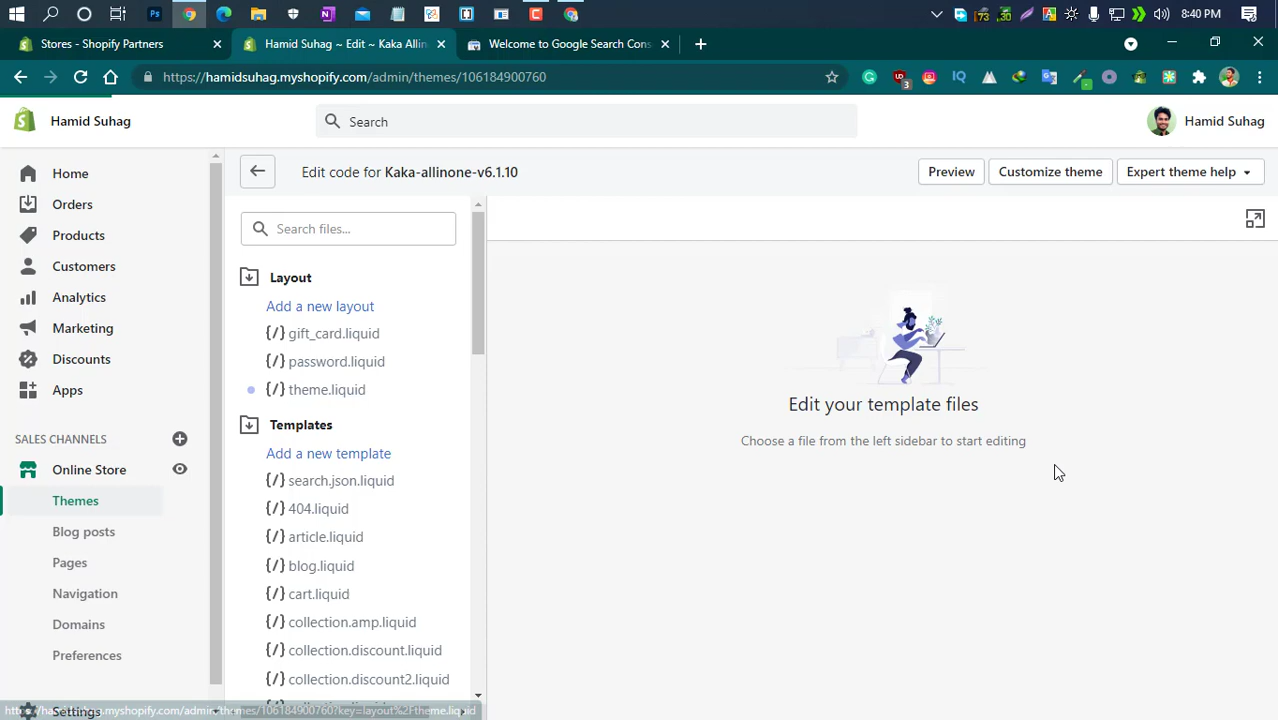 8:40 PM
Stores - Shopify Partners
Hamid Suhag ~ Edit ~ Kaka Allin
Welcome to Google Search Cons
https://hamidsuhag.myshopify.com/admin/themes/106184900760
Hamid Suhag
Search
Hamid Suhag
Home
Orders
Products
Customers
Analytics
Marketing
Discounts
Apps
SALES CHANNELS
Online Store
Themes
Blog posts
Pages
Navigation
Domains
Preferences
Settings
Edit code for Kaka-allinone-v6.1.10
Preview
Customize theme
Expert theme help
Search files...
Layout
Add a new layout
{/} gift_card.liquid
{/} password.liquid
{/} theme.liquid
Templates
Add a new template
{/} search.json.liquid
{/} 404.liquid
{/} article.liquid
{/} blog.liquid
{/} cart.liquid
{/} collection.amp.liquid
{/} collection.discount.liquid
{/} collection.discount2.liquid
Edit your template files
Choose a file from the left sidebar to start editing